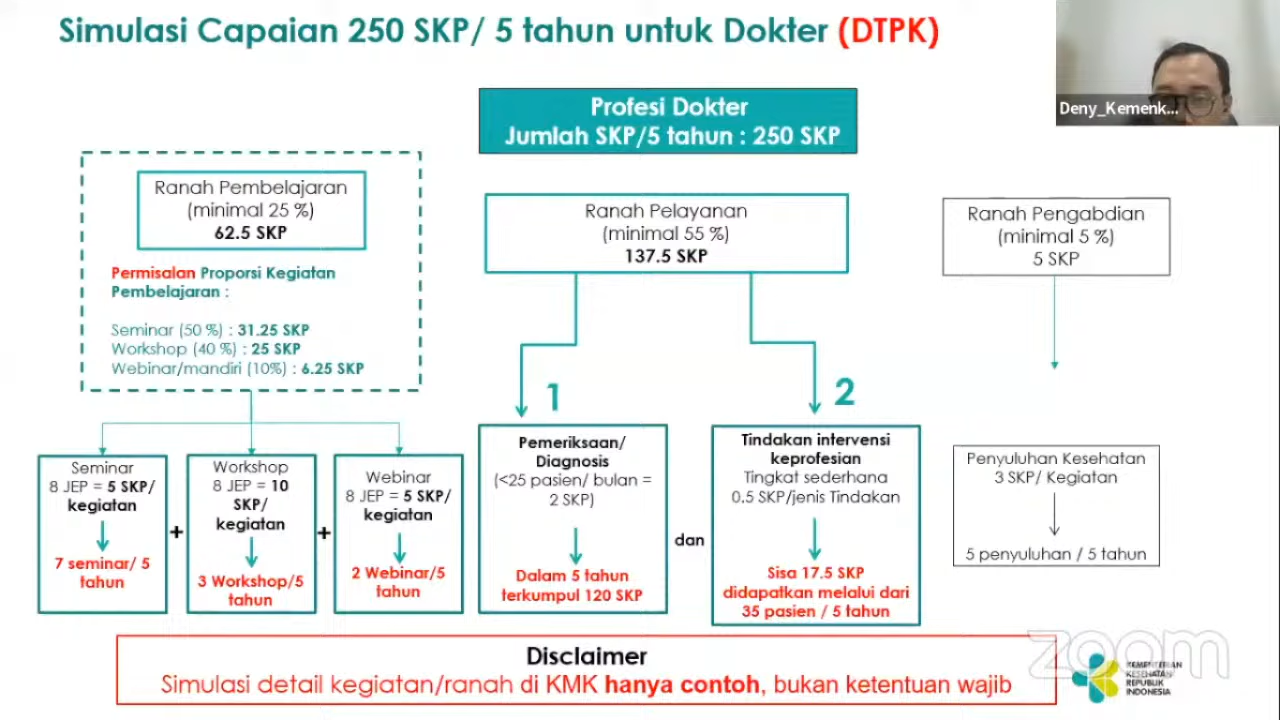 Simulasi Capaian 250 SKP/ 5 tahun untuk Dokter (DTPK)
Deny_Kemenk...
Profesi Dokter
Jumlah SKP/5 tahun : 250 SKP
Ranah Pembelajaran
(minimal 25 %)
62.5 SKP
Permisalan Proporsi Kegiatan
Pembelajaran :
Seminar (50 %) : 31.25 SKP
Workshop (40 %) : 25 SKP
Webinar/mandiri (10%) : 6.25 SKP
Ranah Pelayanan
(minimal 55 %)
137.5 SKP
Ranah Pengabdian
(minimal 5 %)
5 SKP
1
2
Seminar
8 JEP = 5 SKP/
kegiatan
7 seminar/ 5
tahun
+
Workshop
8 JEP = 10
SKP/
kegiatan
3 Workshop/5
tahun
+
Webinar
8 JEP = 5 SKP/
kegiatan
2 Webinar/5
tahun
Pemeriksaan/
Diagnosis
(<25 pasien/ bulan =
2 SKP)
Dalam 5 tahun
terkumpul 120 SKP
dan
Tindakan intervensi
keprofesian
Tingkat sederhana
0.5 SKP/jenis Tindakan
Sisa 17.5 SKP
didapatkan melalui dari
35 pasien / 5 tahun
Penyuluhan Kesehatan
3 SKP/ Kegiatan
5 penyuluhan / 5 tahun
Disclaimer
Simulasi detail kegiatan/jumlah di KMK hanya contoh, bukan ketentuan wajib
zoom
KEMENTERIAN
KESEHATAN
REPUBLIK
INDONESIA